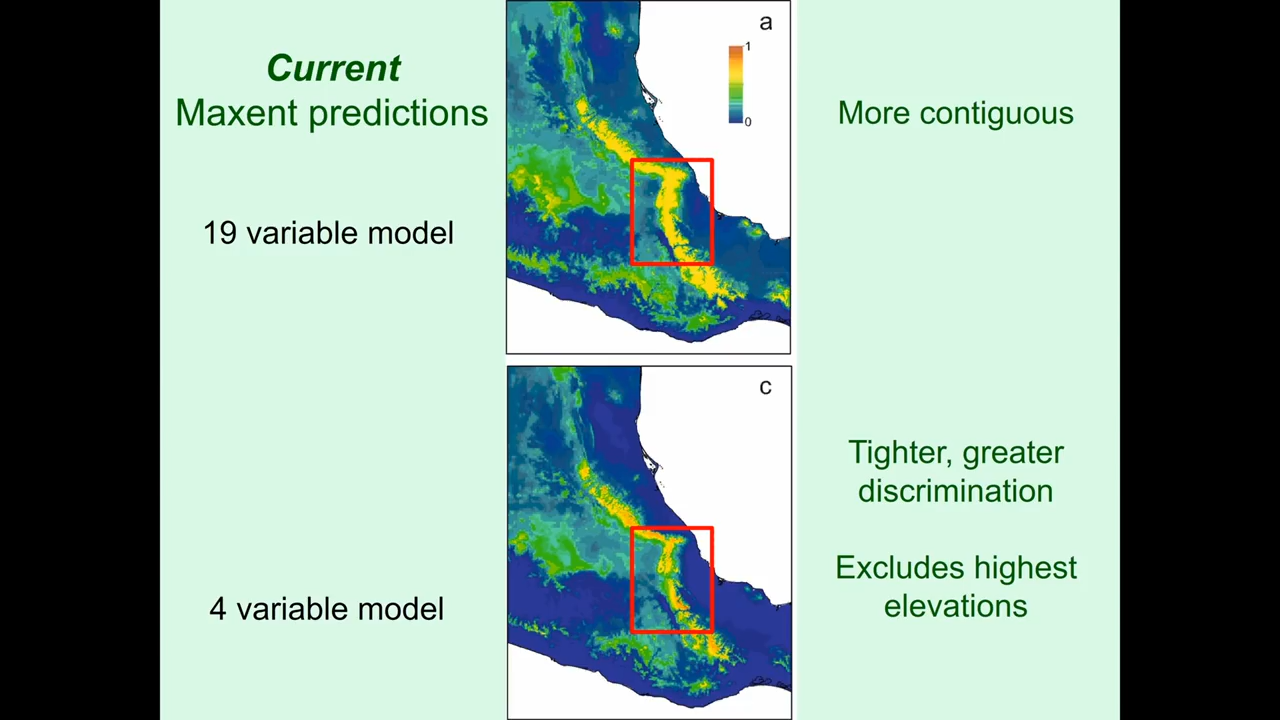 Current
Maxent predictions
19 variable model
4 variable model
a
1
0
c
More contiguous
Tighter, greater
discrimination
Excludes highest
elevations